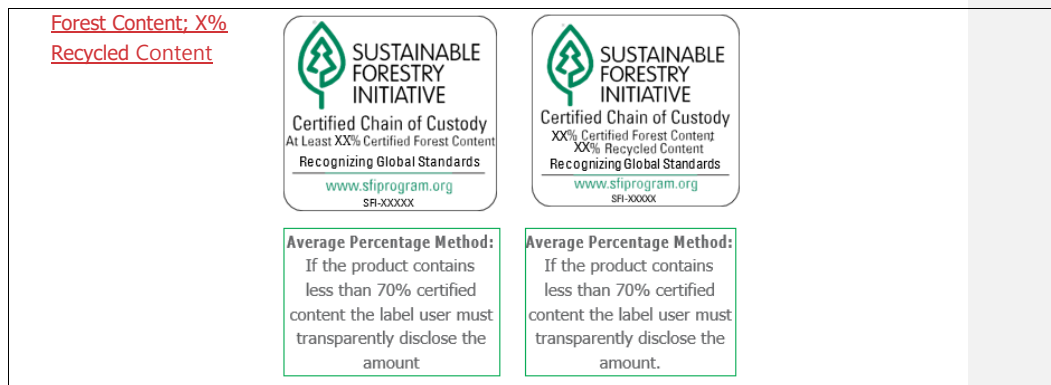 Forest Content; X%
Recycled Content
SUSTAINABLE
FORESTRY
INITIATIVE
Certified Chain of Custody
At Least XX% Certified Forest Content
Recognizing Global Standards
www.sfiprogram.org
SFI-XXXXX
SUSTAINABLE
FORESTRY
INITIATIVE
Certified Chain of Custody
XX% Certified Forest Content
XX% Recycled Content
Recognizing Global Standards
www.sfiprogram.org
SFI-XXXXX
Average Percentage Method:
If the product contains
less than 70% certified
content the label user must
transparently disclose the
amount
Average Percentage Method:
If the product contains
less than 70% certified
content the label user must
transparently disclose the
amount.